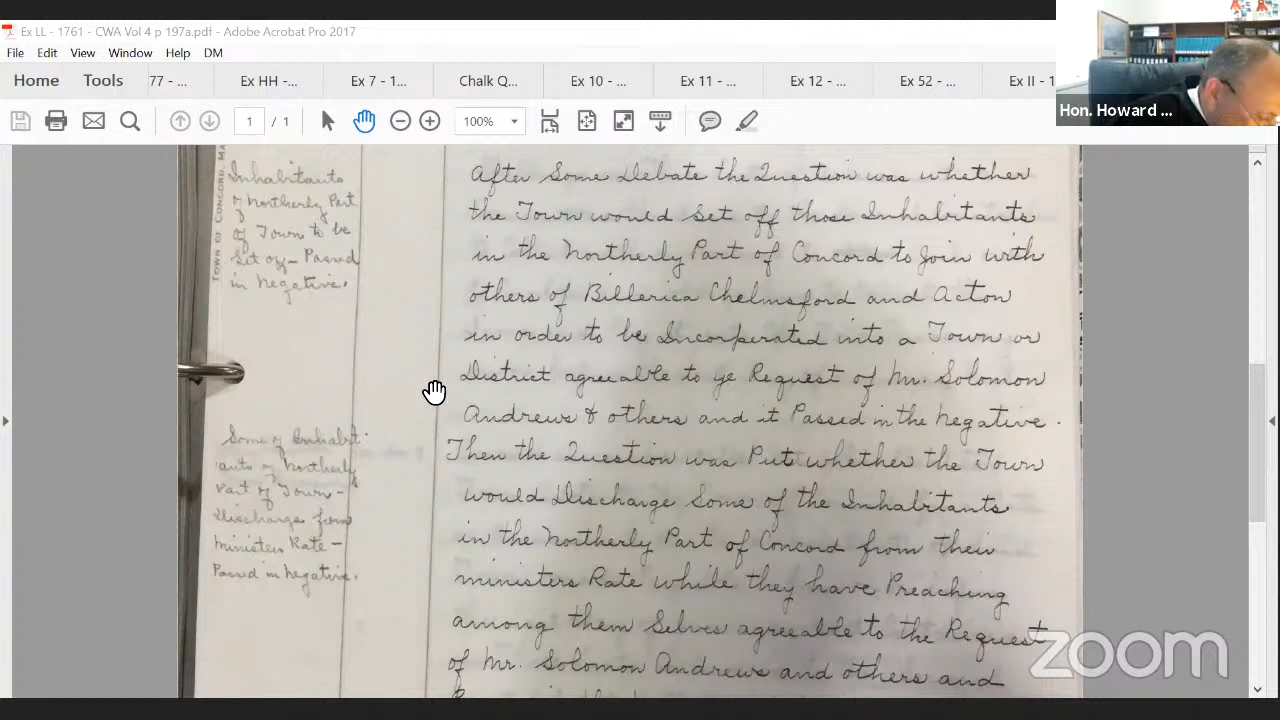 Ex LL - 1761 - CWA Vol 4 p 197a.pdf - Adobe Acrobat Pro 2017
File Edit View Window Help DM
Home Tools 77 - ... Ex HH -... Ex 7 - 1... Chalk Q... Ex 10 - ... Ex 11 - ... Ex 12 - ... Ex 52 - ... Ex II - 1
1 / 1 100%
Hon. Howard ...
TOWN OF CONCORD, MA
Inhabitants
of Northerly Part
of Town to be
Set off - Passed
in Negative.
After Some Debate the Question was whether
the Town would Set off those Inhabitants
in the Northerly Part of Concord to Join with
others of Billerica Chelmsford and Acton
in order to be Incorperated into a Town or
District agreeable to ye Request of Mr. Solomon
Andrews & others and it Passed in the Negative.
Some of Inhabit-
ants of Northerly
Part of Town -
Discharge from
Ministers Rate -
Passed in Negative.
Then the Question was Put whether the Town
would Discharge Some of the Inhabitants
in the Northerly Part of Concord from their
ministers Rate while they have Preaching
among them Selves agreeable to the Request
of Mr. Solomon Andrews and others and
zoom